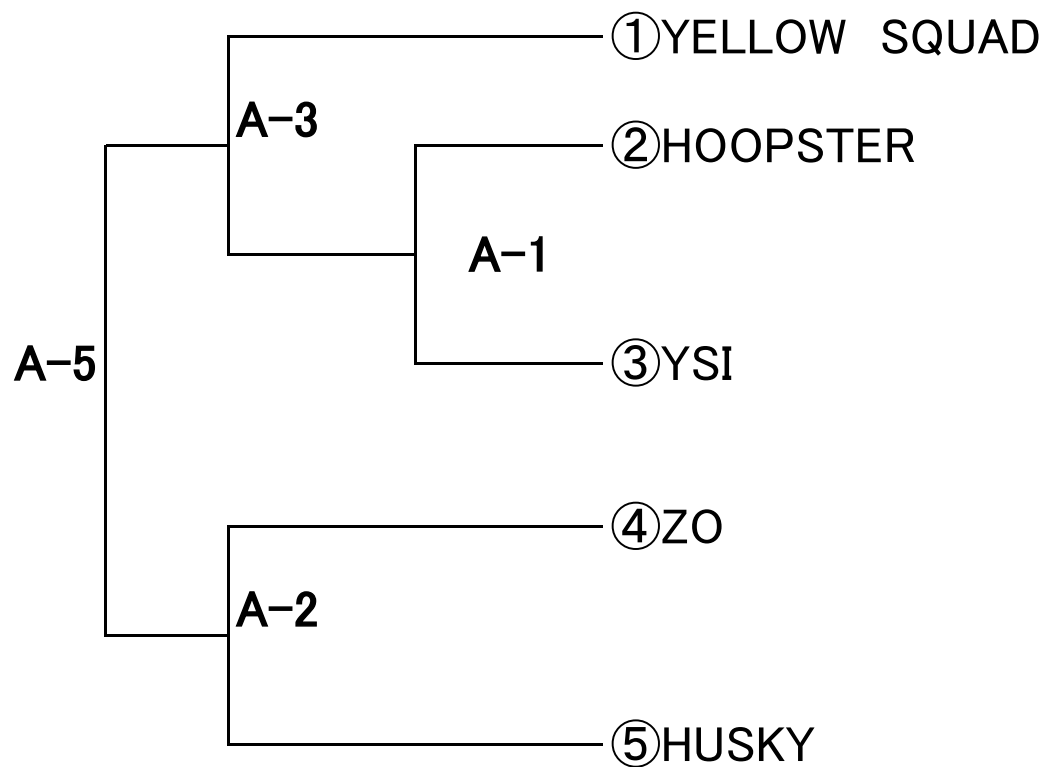 ①YELLOW SQUAD
A-3
②HOOPSTER
A-1
A-5
③YSI
④ZO
A-2
⑤HUSKY